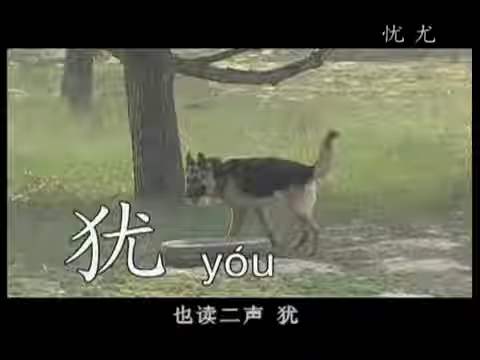 忧 尤
犹 yóu
也读二声 犹